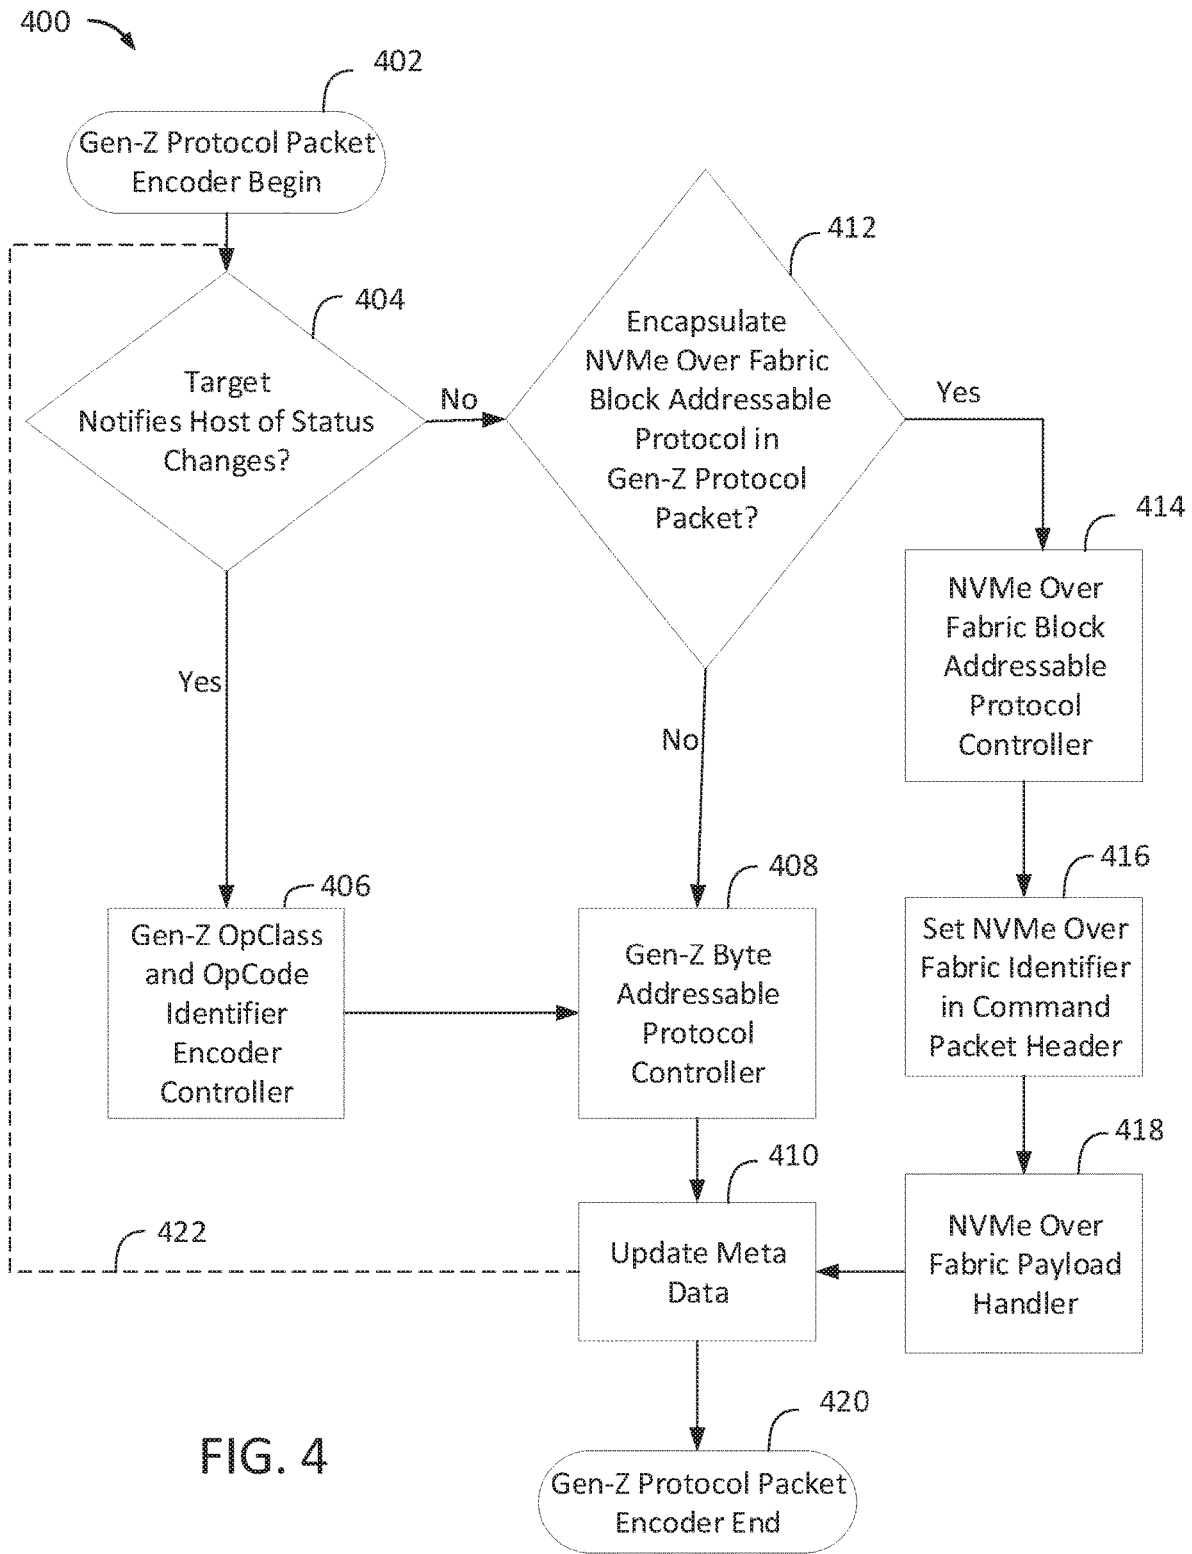 400
402
Gen-Z Protocol Packet
Encoder Begin
404
Target
Notifies Host of Status
Changes?
No
Yes
412
Encapsulate
NVMe Over Fabric
Block Addressable
Protocol in
Gen-Z Protocol
Packet?
Yes
No
414
NVMe Over
Fabric Block
Addressable
Protocol
Controller
406
Gen-Z OpClass
and OpCode
Identifier
Encoder
Controller
408
Gen-Z Byte
Addressable
Protocol
Controller
416
Set NVMe Over
Fabric Identifier
in Command
Packet Header
410
Update Meta
Data
418
NVMe Over
Fabric Payload
Handler
422
420
Gen-Z Protocol Packet
Encoder End
FIG. 4